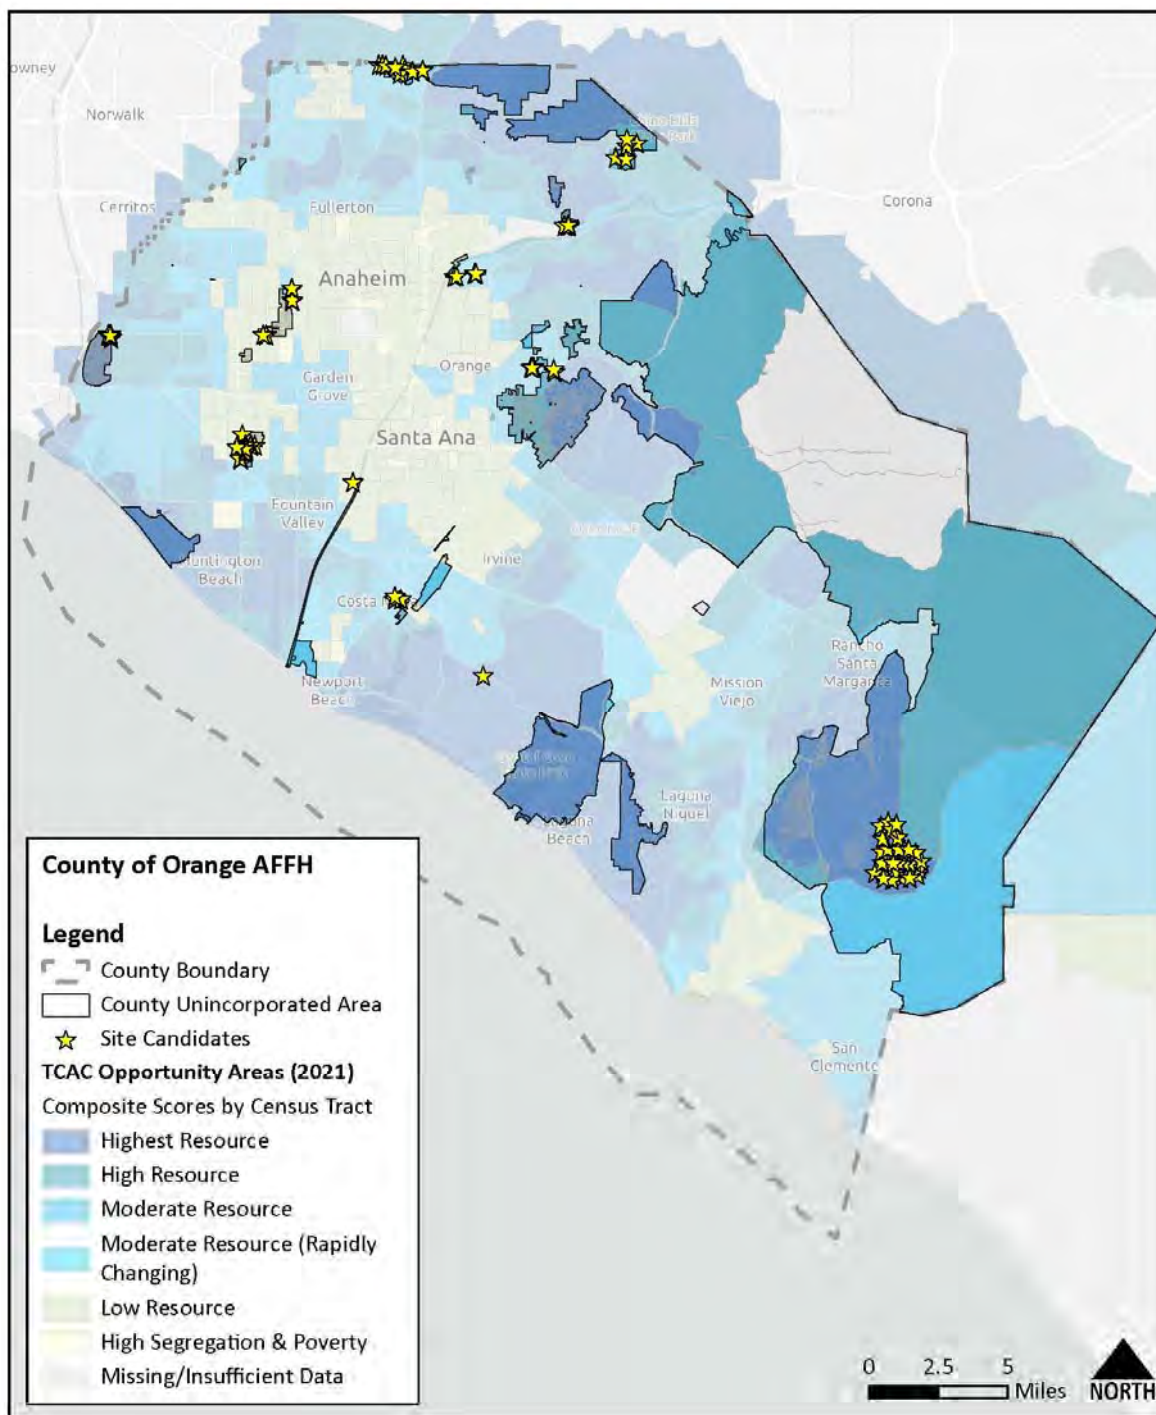 owney
Norwalk
Cerritos
Fullerton
Corona
Anaheim
Orange
Garden
Grove
Santa Ana
Fountain
Valley
Huntington
Beach
Irvine
Costa
Rancho
Santa
Margarita
Mission
Viejo
Newport
Beach
Laguna
Niguel
Beach
San
Clemente
County of Orange AFFH
Legend
County Boundary
County Unincorporated Area
Site Candidates
TCAC Opportunity Areas (2021)
Composite Scores by Census Tract
Highest Resource
High Resource
Moderate Resource
Moderate Resource (Rapidly
Changing)
Low Resource
High Segregation & Poverty
Missing/Insufficient Data
0 2.5 5
Miles
NORTH